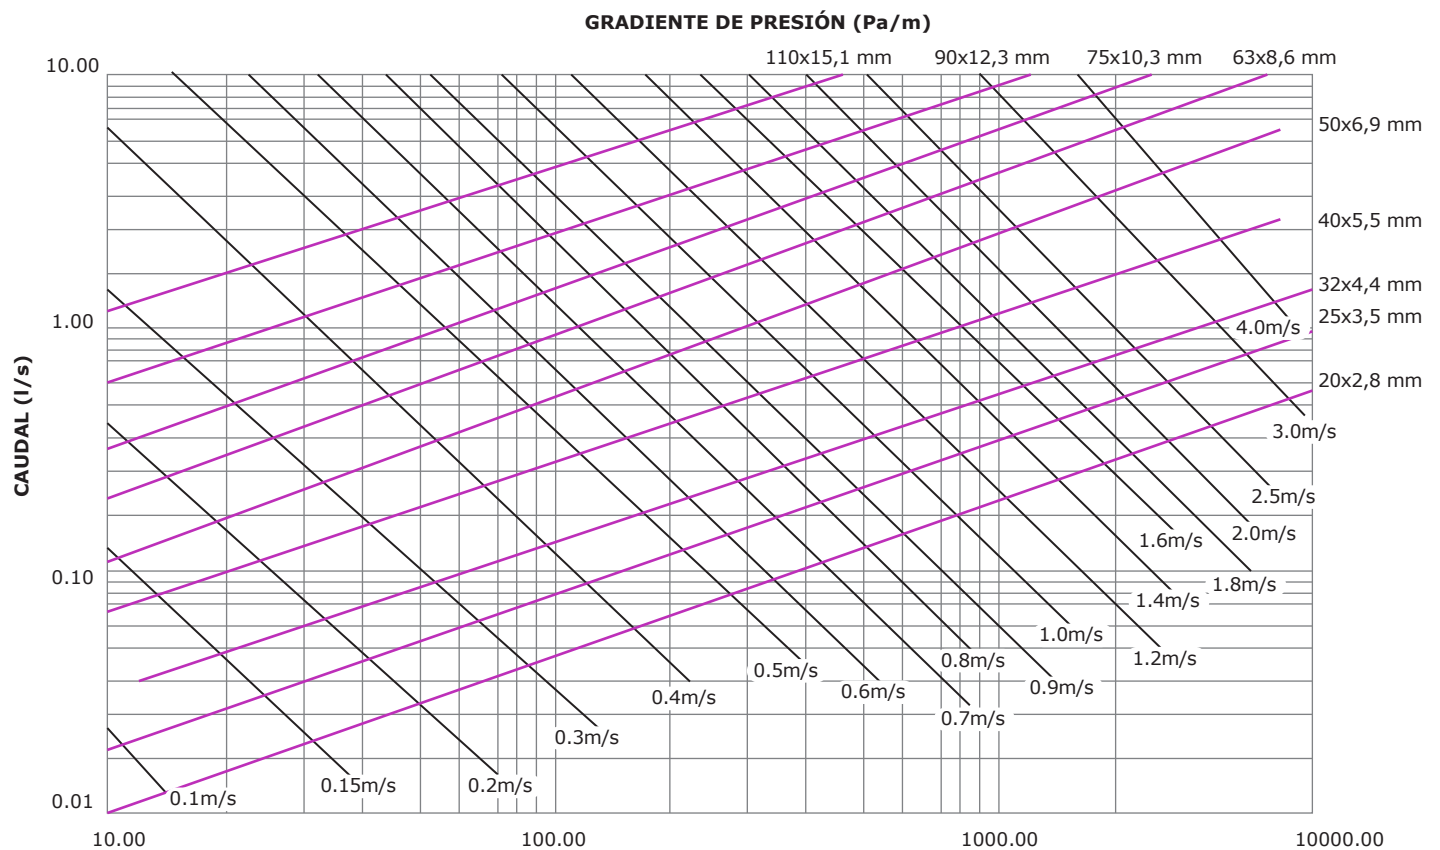 GRADIENTE DE PRESIÓN (Pa/m)
110x15,1 mm
90x12,3 mm
75x10,3 mm
63x8,6 mm
10.00
50x6,9 mm
40x5,5 mm
32x4,4 mm
25x3,5 mm
1.00
4.0m/s
20x2,8 mm
CAUDAL (l/s)
3.0m/s
2.5m/s
2.0m/s
1.6m/s
0.10
1.8m/s
1.4m/s
1.0m/s
1.2m/s
0.8m/s
0.5m/s
0.9m/s
0.6m/s
0.4m/s
0.7m/s
0.3m/s
0.15m/s
0.2m/s
0.1m/s
0.01
10.00
100.00
1000.00
10000.00